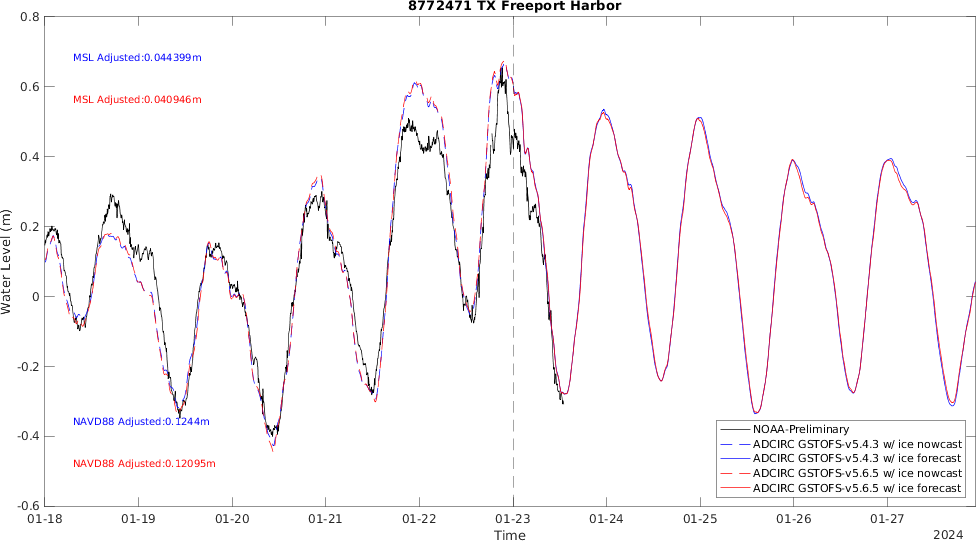 8772471 TX Freeport Harbor
0.8
0.6
0.4
0.2
0
-0.2
-0.4
-0.6
Water Level (m)
MSL Adjusted:0.044399m
MSL Adjusted:0.040946m
NAVD88 Adjusted:0.1244m
NAVD88 Adjusted:0.12095m
NOAA-Preliminary
ADCIRC GSTOFS-v5.4.3 w/ ice nowcast
ADCIRC GSTOFS-v5.4.3 w/ ice forecast
ADCIRC GSTOFS-v5.6.5 w/ ice nowcast
ADCIRC GSTOFS-v5.6.5 w/ ice forecast
01-18 01-19 01-20 01-21 01-22 01-23 01-24 01-25 01-26 01-27
Time
2024